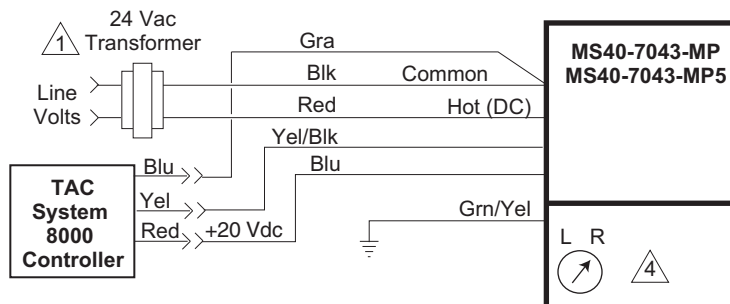 24 Vac
1 Transformer
Gra
Blk Common
Line
Volts
Red Hot (DC)
Yel/Blk
Blu
Blu
Yel
Red +20 Vdc
Grn/Yel
TAC
System
8000
Controller
MS40-7043-MP
MS40-7043-MP5
L R
4